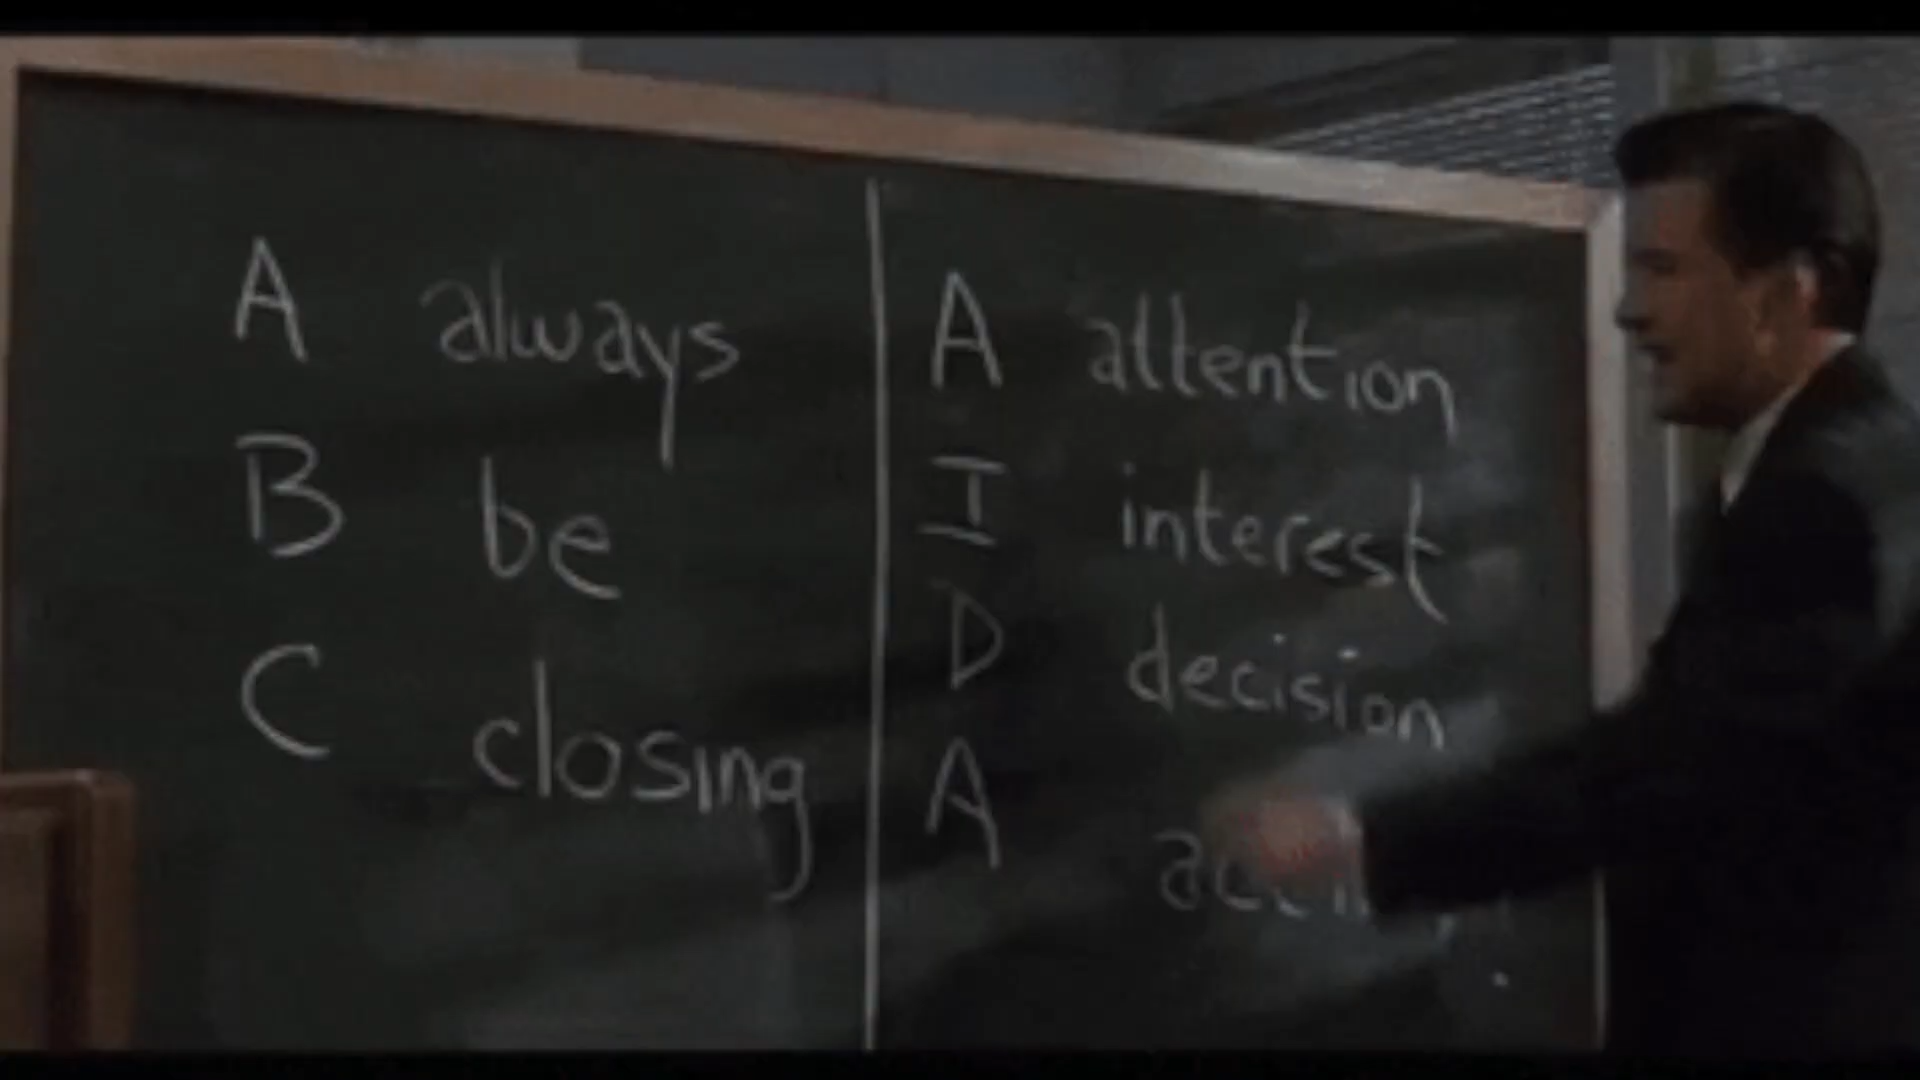 A always
B be
C closing
A attention
I interest
D decision
A